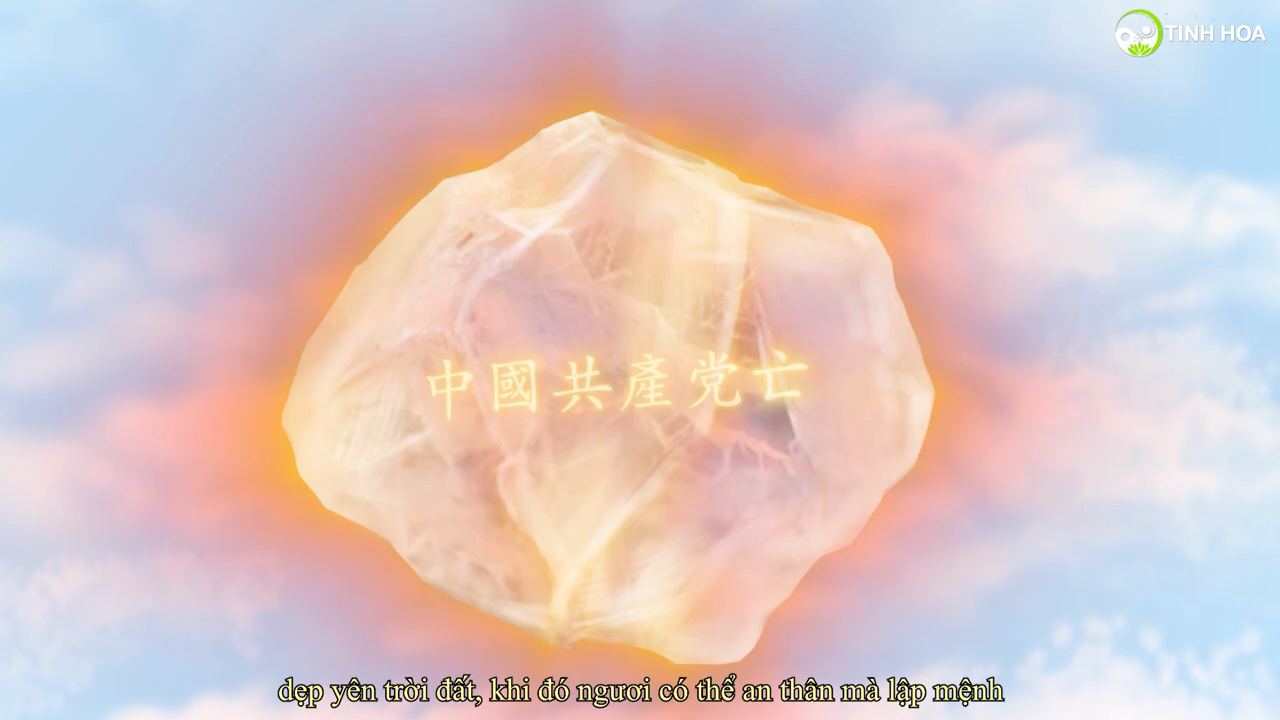 TINH HOA
中國共產党亡
dẹp yên trời đất, khi đó ngươi có thể an thân mà lập mệnh